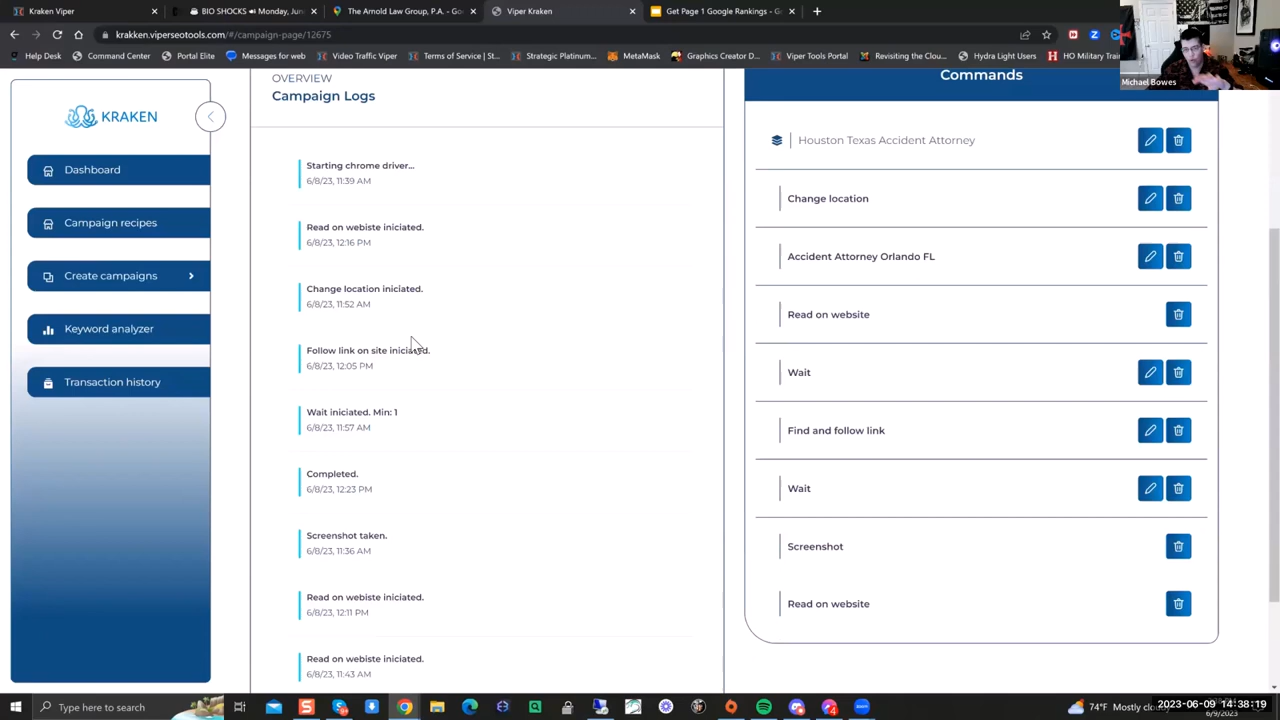 Kraken Viper
BIO SHOCKS
Monday, Jun
The Arnold Law Group, P.A. - Go
Viper Kraken
Get Page 1 Google Rankings - Go
kraken.viperseotools.com/#/campaign-page/12675
Help Desk
Command Center
Portal Elite
Messages for web
Video Traffic Viper
Terms of Service | St...
Strategic Platinum...
MetaMask
Graphics Creator D...
Viper Tools Portal
Revisiting the Clou...
Hydra Light Users
HO Military Train
Michael Bowes
KRAKEN
Dashboard
Campaign recipes
Create campaigns
Keyword analyzer
Transaction history
OVERVIEW
Campaign Logs
Starting chrome driver...
6/8/23, 11:39 AM
Read on webiste iniciated.
6/8/23, 12:16 PM
Change location iniciated.
6/8/23, 11:52 AM
Follow link on site iniciated.
6/8/23, 12:05 PM
Wait iniciated. Min: 1
6/8/23, 11:57 AM
Completed.
6/8/23, 12:23 PM
Screenshot taken.
6/8/23, 11:36 AM
Read on webiste iniciated.
6/8/23, 12:11 PM
Read on webiste iniciated.
6/8/23, 11:43 AM
Commands
Houston Texas Accident Attorney
Change location
Accident Attorney Orlando FL
Read on website
Wait
Find and follow link
Wait
Screenshot
Read on website
Type here to search
74°F Mostly clou
2023-06-09 14:38:19
6/9/2023